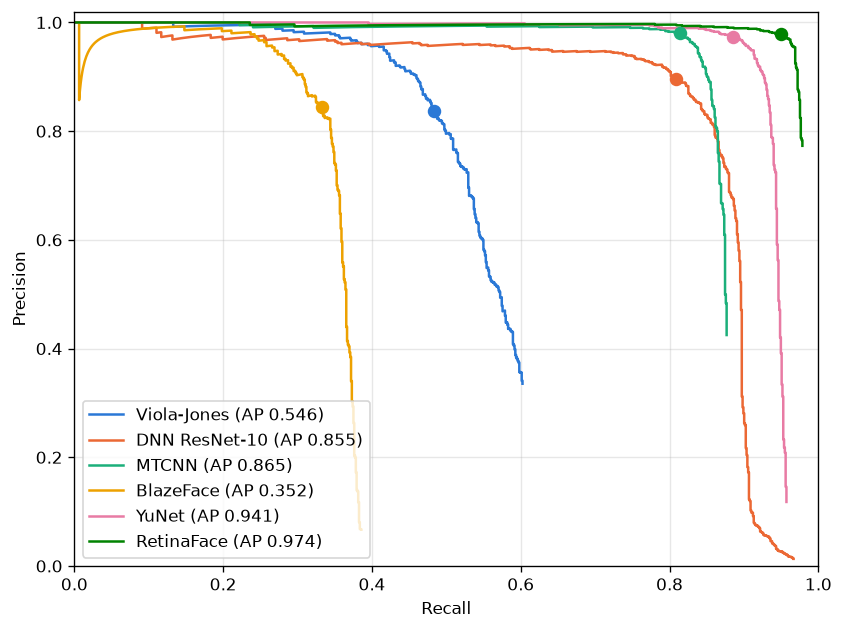 1.0
0.8
0.6
0.4
0.2
0.0
Precision
Viola-Jones (AP 0.546)
DNN ResNet-10 (AP 0.855)
MTCNN (AP 0.865)
BlazeFace (AP 0.352)
YuNet (AP 0.941)
RetinaFace (AP 0.974)
0.0 0.2 0.4 0.6 0.8 1.0
Recall